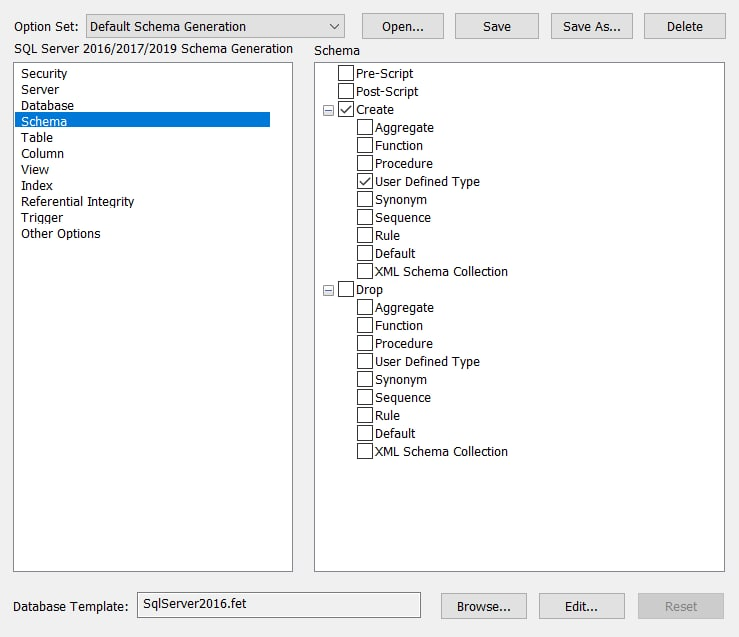 Option Set: Default Schema Generation Open... Save Save As... Delete
SQL Server 2016/2017/2019 Schema Generation
Security
Server
Database
Schema
Table
Column
View
Index
Referential Integrity
Trigger
Other Options
Schema
Pre-Script
Post-Script
Create
Aggregate
Function
Procedure
User Defined Type
Synonym
Sequence
Rule
Default
XML Schema Collection
Drop
Aggregate
Function
Procedure
User Defined Type
Synonym
Sequence
Rule
Default
XML Schema Collection
Database Template: SqlServer2016.fet Browse... Edit... Reset